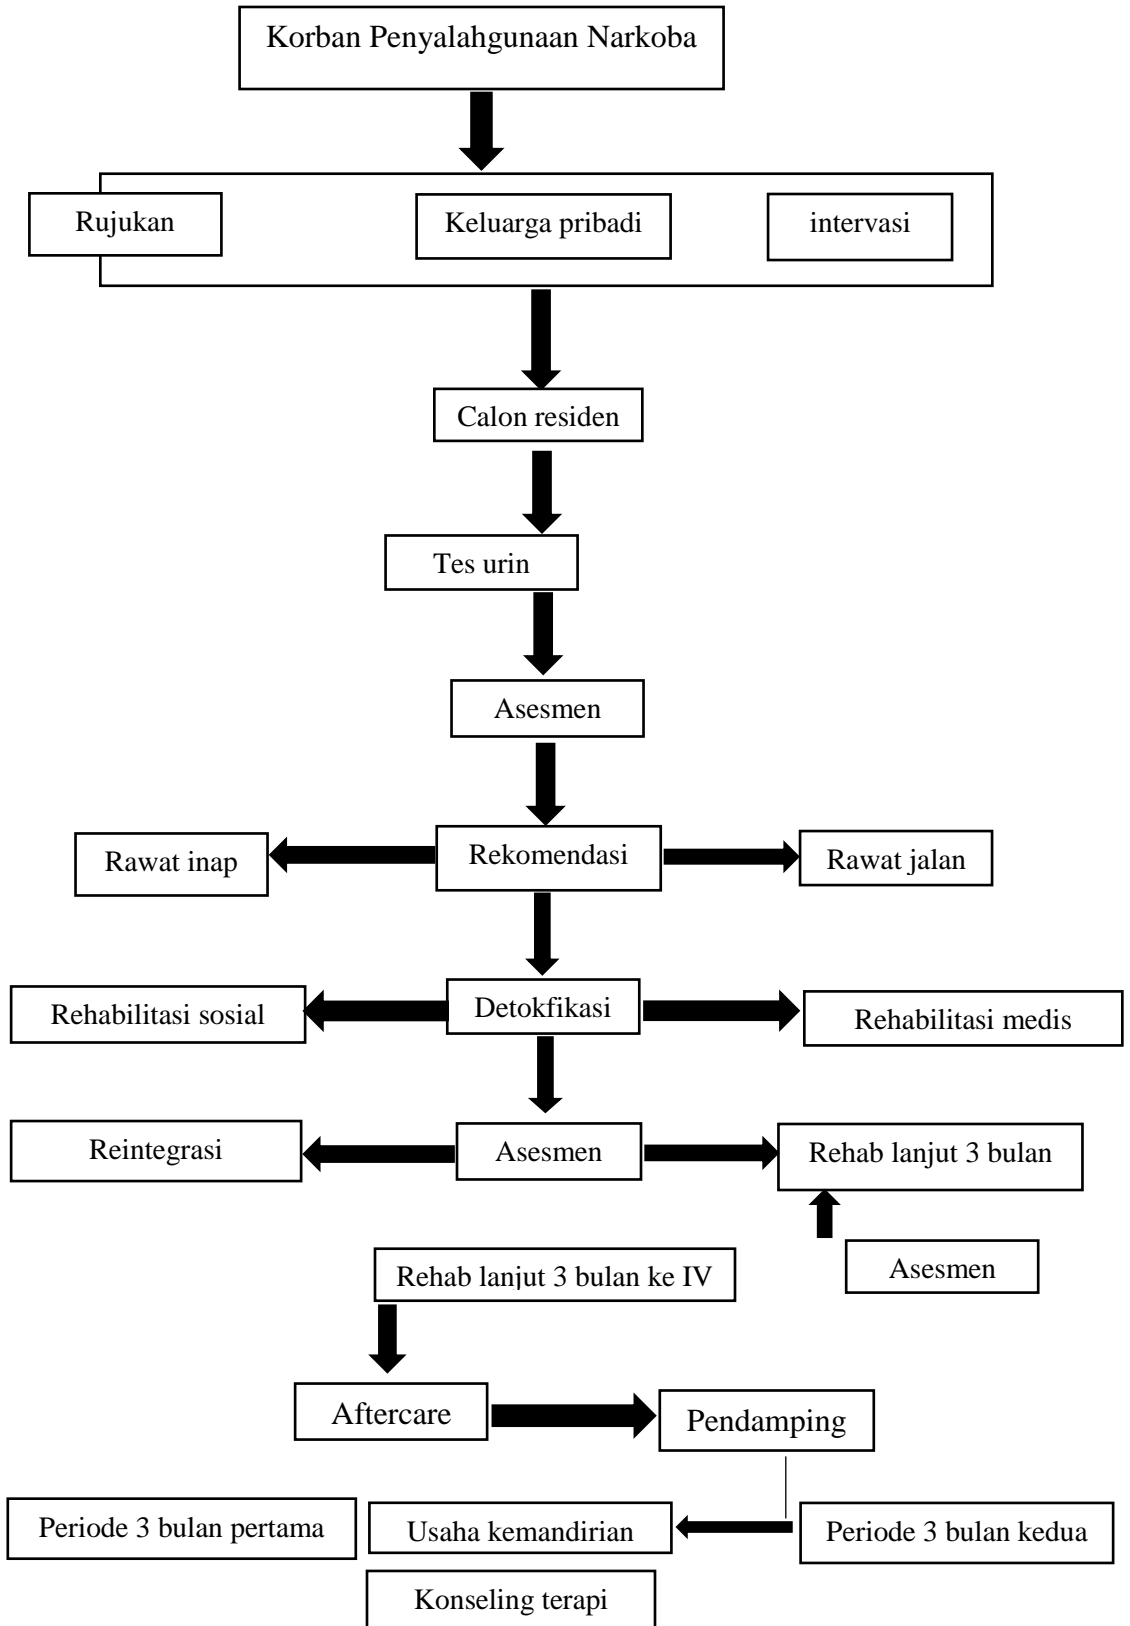 Korban Penyalahgunaan Narkoba
Rujukan
Keluarga pribadi
intervasi
Calon residen
Tes urin
Asesmen
Rawat inap
Rekomendasi
Rawat jalan
Rehabilitasi sosial
Detokfikasi
Rehabilitasi medis
Reintegrasi
Asesmen
Rehab lanjut 3 bulan
Asesmen
Rehab lanjut 3 bulan ke IV
Aftercare
Pendamping
Periode 3 bulan pertama
Usaha kemandirian
Periode 3 bulan kedua
Konseling terapi